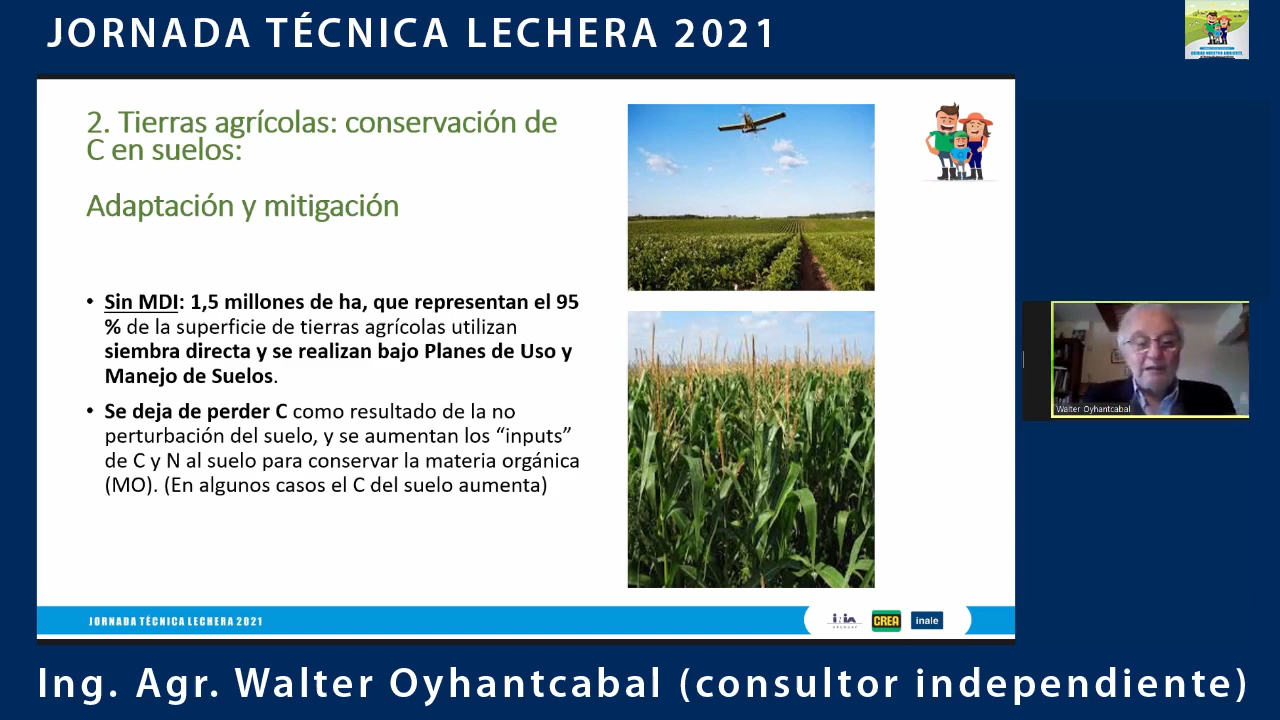 JORNADA TÉCNICA LECHERA 2021
2. Tierras agrícolas: conservación de
C en suelos:
Adaptación y mitigación
• Sin MDI: 1,5 millones de ha, que representan el 95
% de la superficie de tierras agrícolas utilizan
siembra directa y se realizan bajo Planes de Uso y
Manejo de Suelos.
• Se deja de perder C como resultado de la no
perturbación del suelo, y se aumentan los “inputs”
de C y N al suelo para conservar la materia orgánica
(MO). (En algunos casos el C del suelo aumenta)
Walter Oyhantcabal
JORNADA TÉCNICA LECHERA 2021
CREA
inale
Ing. Agr. Walter Oyhantcabal (consultor independiente)